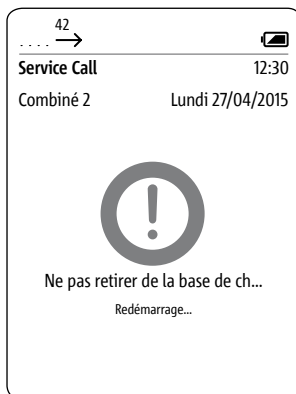 42
....
Service Call 12:30
Combiné 2 Lundi 27/04/2015
Ne pas retirer de la base de ch...
Redémarrage...